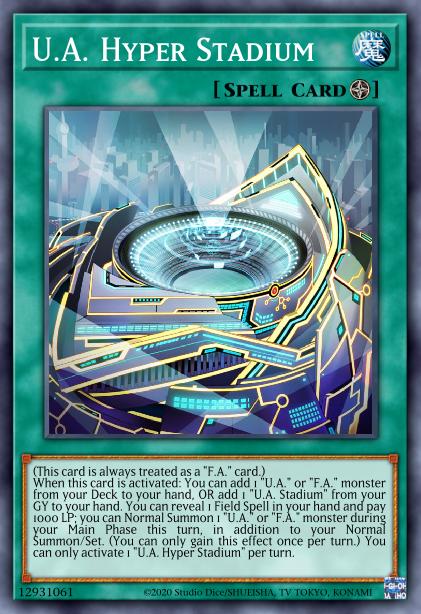 U.A. Hyper Stadium
SPELL
魔
[Spell Card]
(This card is always treated as a "F.A." card.)
When this card is activated: You can add 1 "U.A." or "F.A." monster
from your Deck to your hand, OR add 1 "U.A. Stadium" from your
GY to your hand. You can reveal 1 Field Spell in your hand and pay
1000 LP; you can Normal Summon 1 "U.A." or "F.A." monster during
your Main Phase this turn, in addition to your Normal
Summon/Set. (You can only gain this effect once per turn.) You
can only activate 1 "U.A. Hyper Stadium" per turn.
12931061 ©2020 Studio Dice/SHUEISHA, TV TOKYO, KONAMI